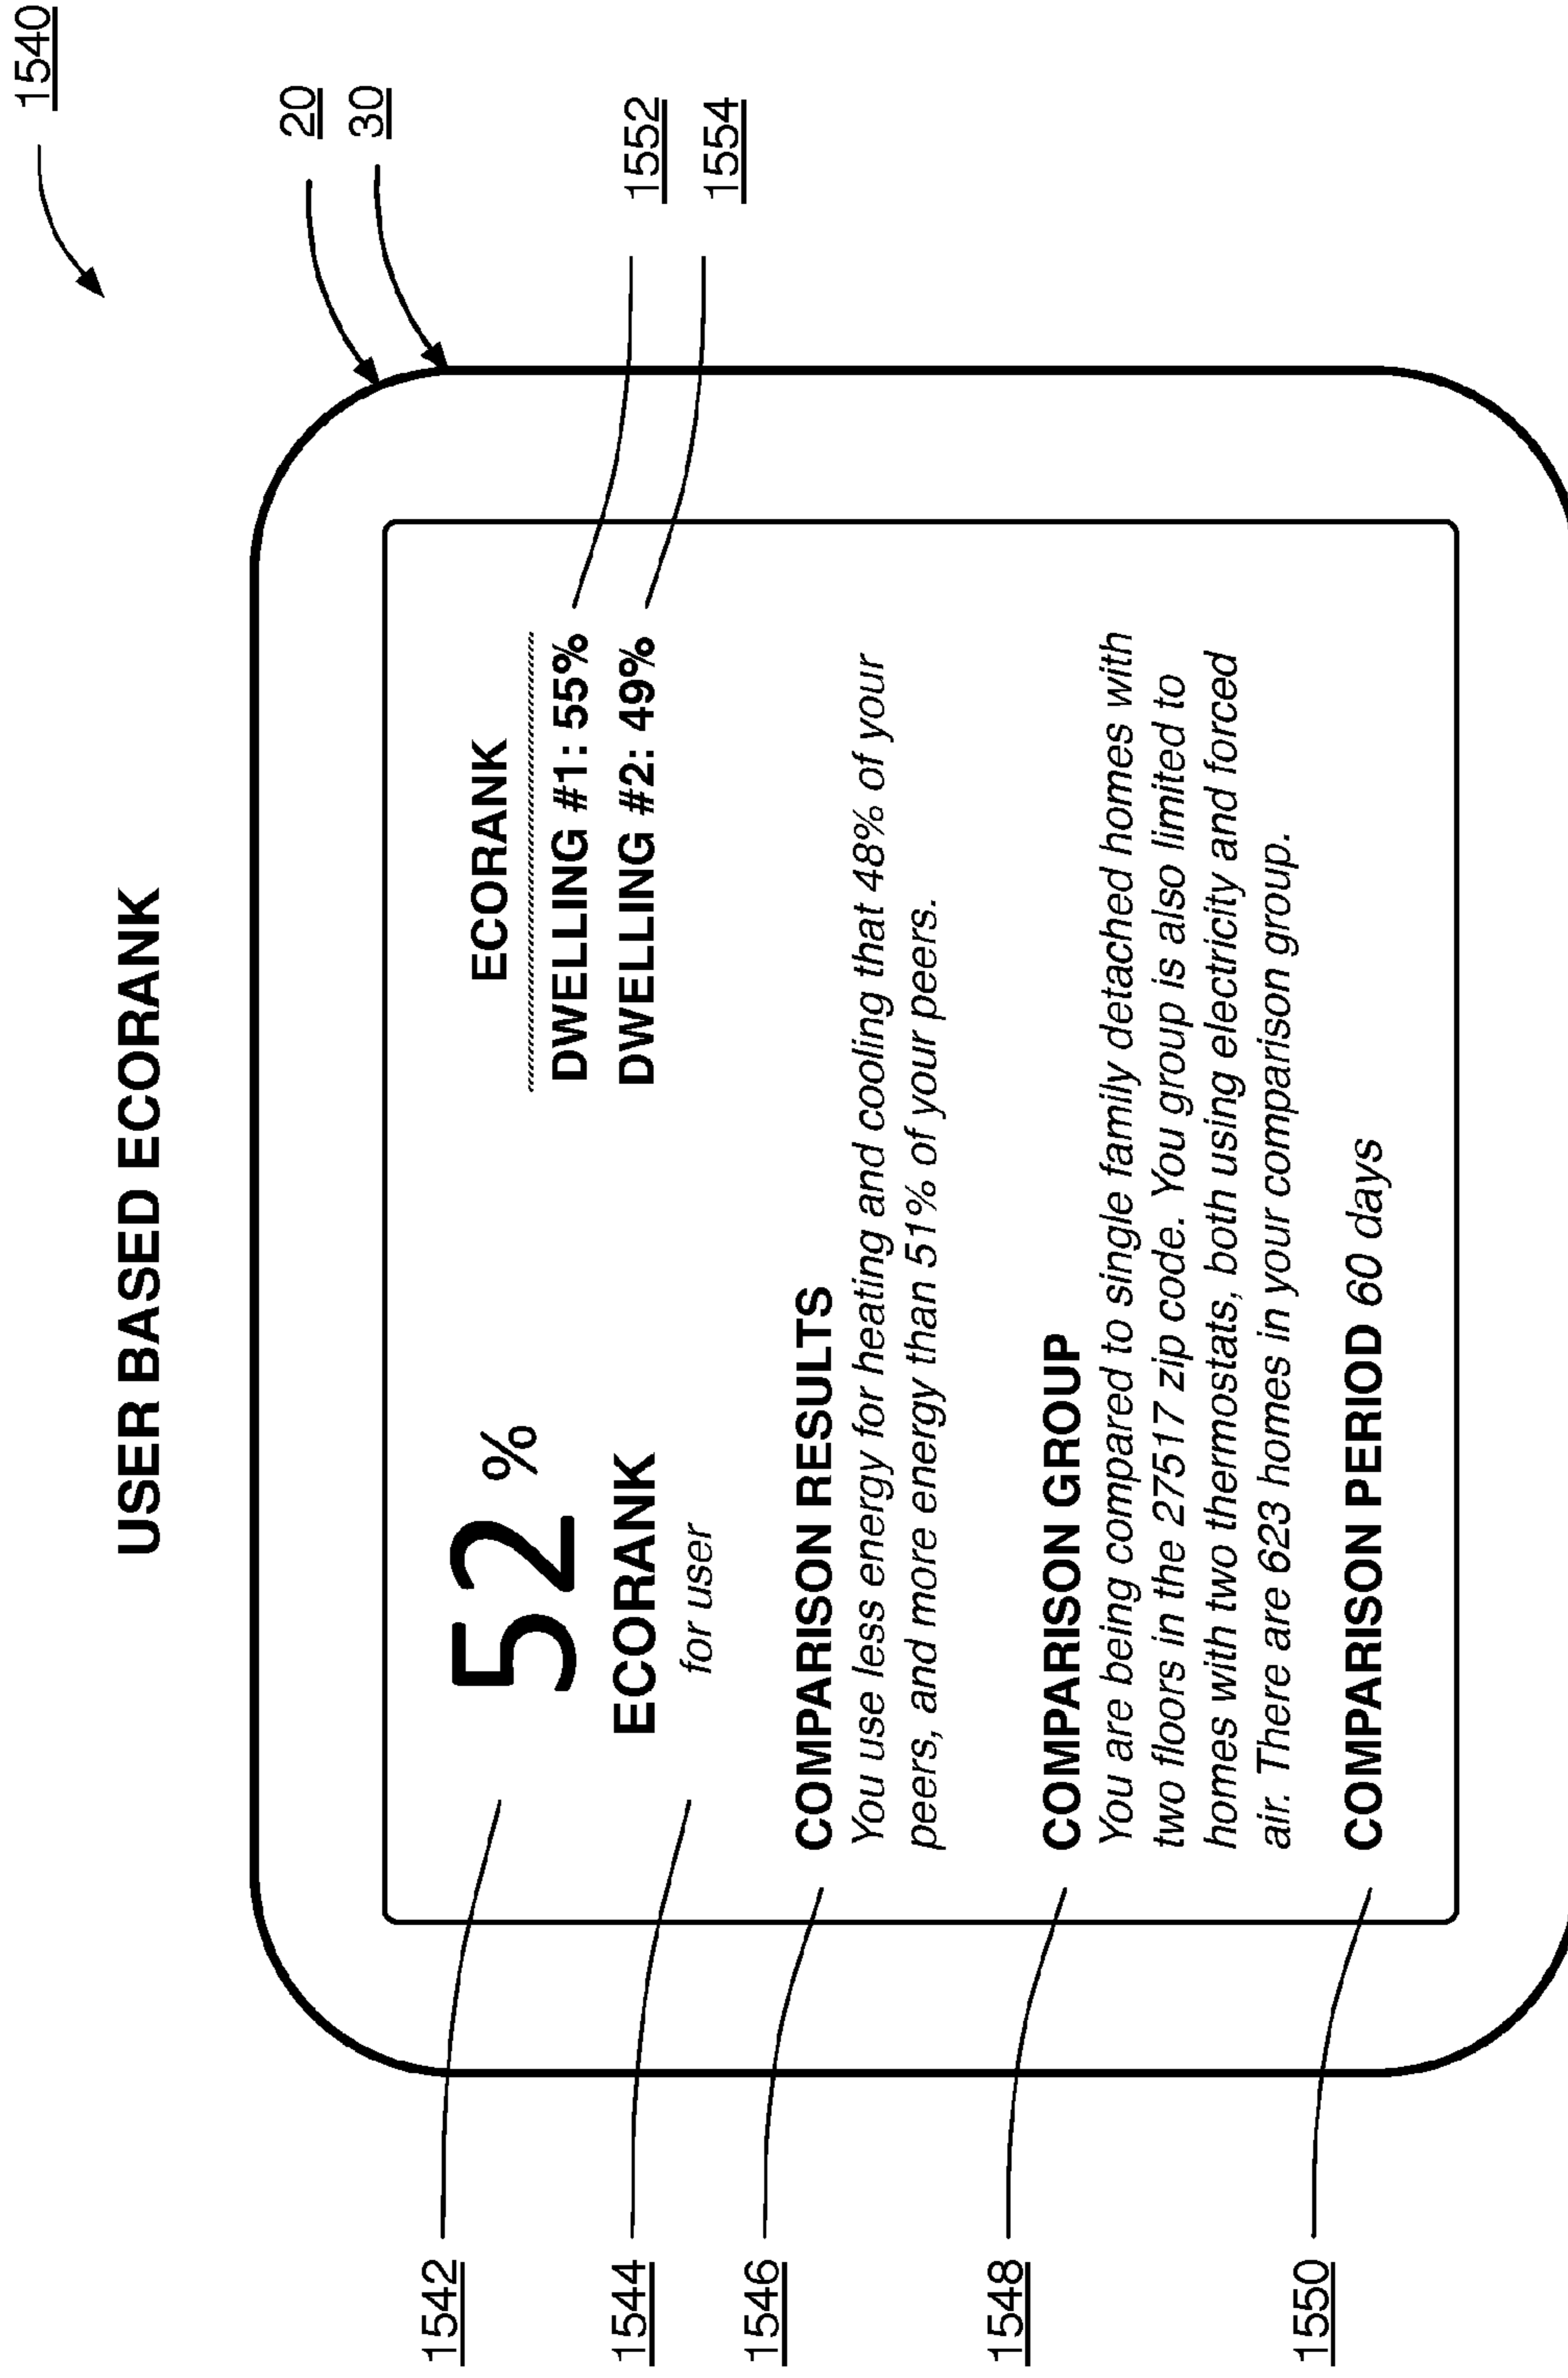 1540
USER BASED ECORANK
20
30
1542
52 %
ECORANK
DWELLING #1: 55%
1552
1544
ECORANK
DWELLING #2: 49%
1554
for user
1546
COMPARISON RESULTS
You use less energy for heating and cooling that 48% of your
peers, and more energy than 51% of your peers.
1548
COMPARISON GROUP
You are being compared to single family detached homes with
two floors in the 27517 zip code. You group is also limited to
homes with two thermostats, both using electricity and forced
air. There are 623 homes in your comparison group.
1550
COMPARISON PERIOD 60 days